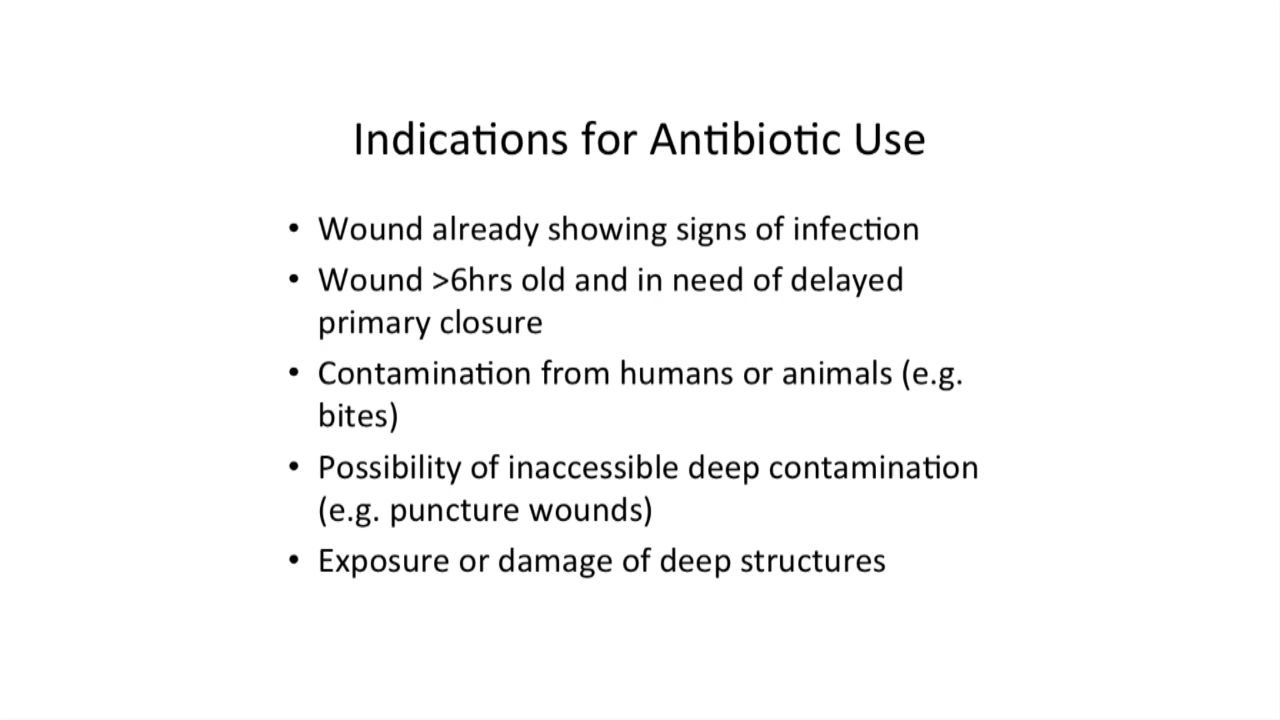 Indications for Antibiotic Use
• Wound already showing signs of infection
• Wound >6hrs old and in need of delayed
primary closure
• Contamination from humans or animals (e.g.
bites)
• Possibility of inaccessible deep contamination
(e.g. puncture wounds)
• Exposure or damage of deep structures